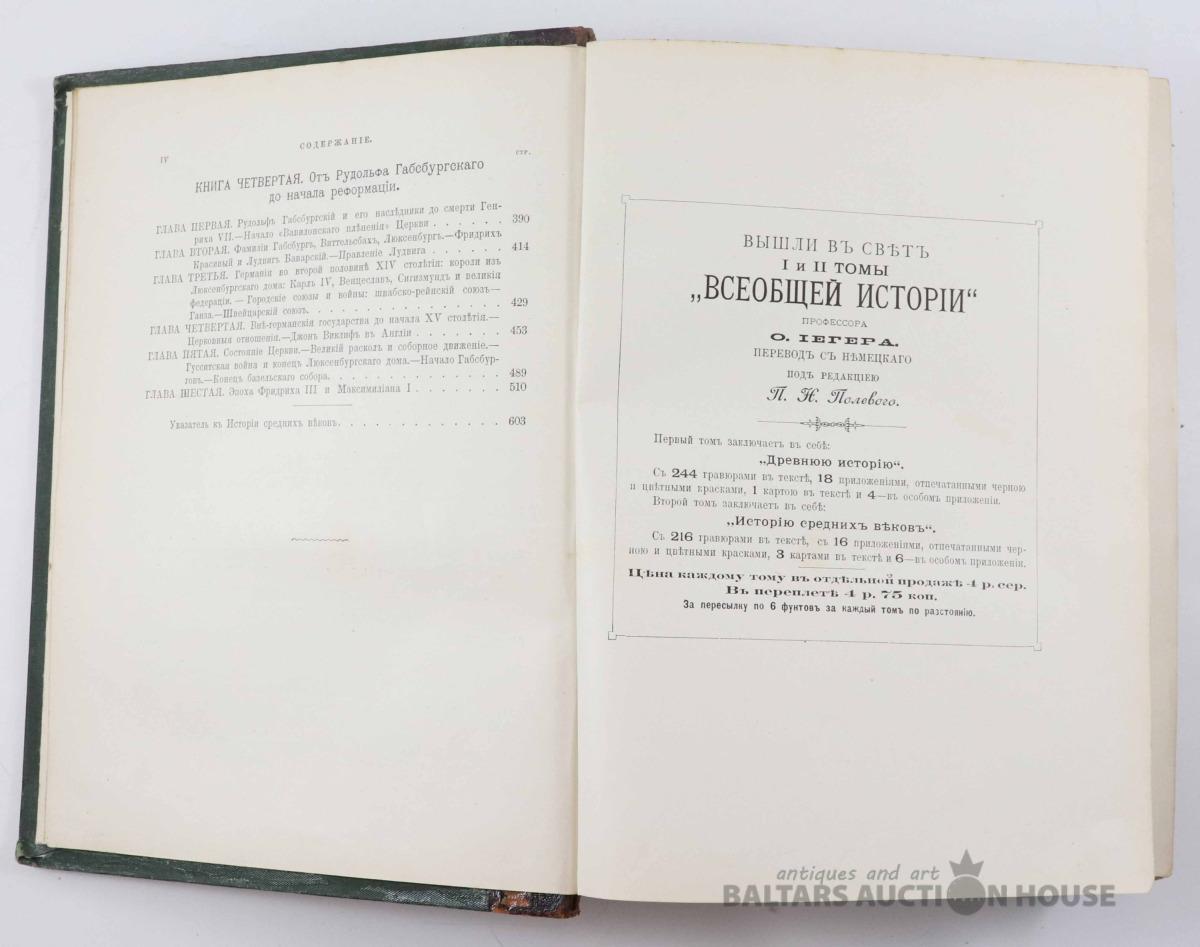 IV
СОДЕРЖАНІЕ.
СТР.
КНИГА ЧЕТВЕРТАЯ. Отъ Рудольфа Габсбургскаго
до начала реформаціи.
ГЛАВА ПЕРВАЯ. Рудольфъ Габсбургскій и его наслѣдники до смерти Ген-
риха VII.—Начало «Вавилонскаго плѣненія» Церкви . . . . . . 390
ГЛАВА ВТОРАЯ. Фамиліи Габсбургъ, Виттельсбахъ, Люксенбургъ.—Фридрихъ
Красивый и Лудвигъ Баварскій.—Правленіе Лудвига . . . . . . 414
ГЛАВА ТРЕТЬЯ. Германія во второй половинѣ XIV столѣтія: короли изъ
Люксенбургскаго дома: Карлъ IV, Венцеславъ, Сигизмундъ и великія
федераціи. — Городскіе союзы и войны: швабско-рейнскій союзъ—
Ганза.—Швейцарскій союзъ. . . . . . . . . . . . . . . . 429
ГЛАВА ЧЕТВЕРТАЯ. Внѣ-германскія государства до начала XV столѣтія.—
Церковныя отношенія.—Джонъ Виклифъ въ Англіи . . . . . . . 453
ГЛАВА ПЯТАЯ. Состояніе Церкви.—Великій расколъ и соборное движеніе.—
Гусситская война и конецъ Люксенбургскаго дома.—Начало Габсбур-
говъ.—Конецъ базельскаго собора. . . . . . . . . . . . . . 489
ГЛАВА ШЕСТАЯ. Эпоха Фридриха III и Максимиліана I . . . . . . . 510
Указатель къ Исторіи среднихъ вѣковъ. . . . . . . . . . . . . 603
ВЫШЛИ ВЪ СВѢТЪ
I и II ТОМЫ
„ВСЕОБЩЕЙ ИСТОРІИ“
ПРОФЕССОРА
О. ІЕГЕРА.
ПЕРЕВОДЪ СЪ НѢМЕЦКАГО
ПОДЪ РЕДАКЦІЕЮ
П. Н. Полевого.
Первый томъ заключаетъ въ себѣ:
„Древнюю исторію“.
Съ 244 гравюрами въ текстѣ, 18 приложеніями, отпечатанными черною
и цвѣтными красками, 1 картою въ текстѣ и 4—въ особомъ приложеніи.
Второй томъ заключаетъ въ себѣ:
„Исторію среднихъ вѣковъ“.
Съ 216 гравюрами въ текстѣ, съ 16 приложеніями, отпечатанными чер-
ною и цвѣтными красками, 3 картами въ текстѣ и 6—въ особомъ приложеніи.
Цѣна каждому тому въ отдѣльной продажѣ 4 р. сер.
Въ переплетѣ 4 р. 75 коп.
За пересылку по 6 фунтовъ за каждый томъ по разстоянію.
antiques and art
BALTARS AUCTION HOUSE